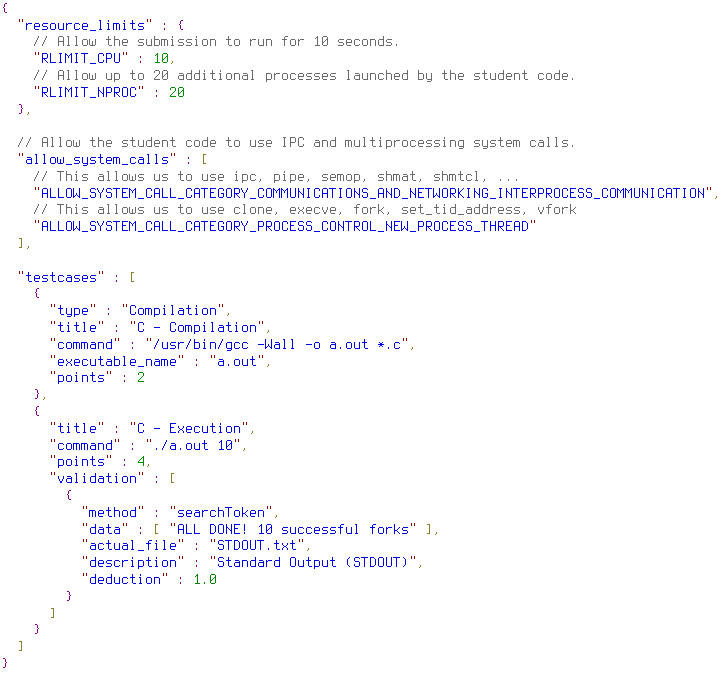 {
  "resource_limits" : {
    // Allow the submission to run for 10 seconds.
    "RLIMIT_CPU" : 10,
    // Allow up to 20 additional processes launched by the student code.
    "RLIMIT_NPROC" : 20
  },

  // Allow the student code to use IPC and multiprocessing system calls.
  "allow_system_calls" : [
    // This allows us to use ipc, pipe, semop, shmat, shmtcl, ...
    "ALLOW_SYSTEM_CALL_CATEGORY_COMMUNICATIONS_AND_NETWORKING_INTERPROCESS_COMMUNICATION",
    // This allows us to use clone, execve, fork, set_tid_address, vfork
    "ALLOW_SYSTEM_CALL_CATEGORY_PROCESS_CONTROL_NEW_PROCESS_THREAD"
  ],

  "testcases" : [
    {
      "type" : "Compilation",
      "title" : "C - Compilation",
      "command" : "/usr/bin/gcc -Wall -o a.out *.c",
      "executable_name" : "a.out",
      "points" : 2
    },
    {
      "title" : "C - Execution",
      "command" : "./a.out 10",
      "points" : 4,
      "validation" : [
        {
          "method" : "searchToken",
          "data" : [ "ALL DONE! 10 successful forks" ],
          "actual_file" : "STDOUT.txt",
          "description" : "Standard Output (STDOUT)",
          "deduction" : 1.0
        }
      ]
    }
  ]
}